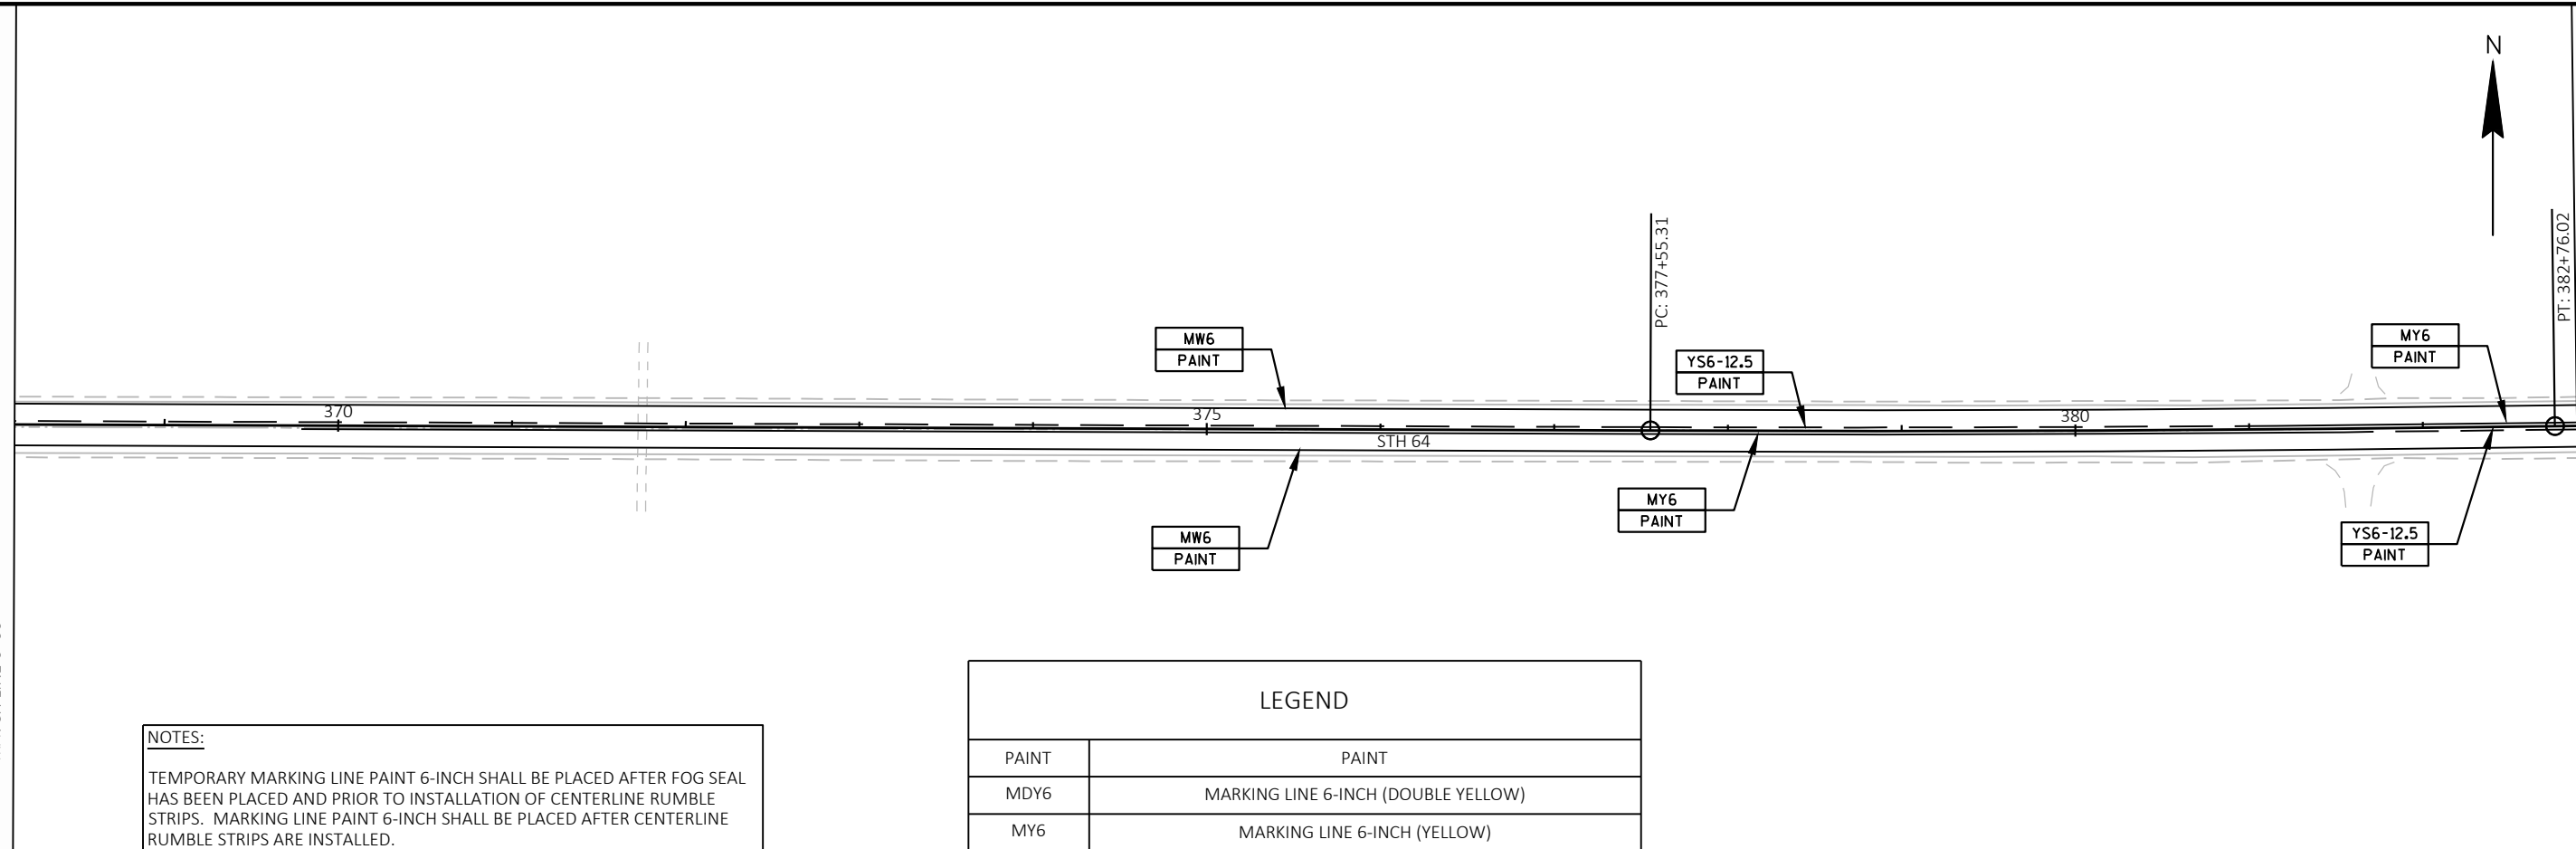 N
PC: 377+55.31
PT: 382+76.02
MW6
PAINT
YS6-12.5
PAINT
MY6
PAINT
370
375
380
STH 64
MY6
PAINT
MW6
PAINT
YS6-12.5
PAINT
NOTES:
TEMPORARY MARKING LINE PAINT 6-INCH SHALL BE PLACED AFTER FOG SEAL
HAS BEEN PLACED AND PRIOR TO INSTALLATION OF CENTERLINE RUMBLE
STRIPS. MARKING LINE PAINT 6-INCH SHALL BE PLACED AFTER CENTERLINE
RUMBLE STRIPS ARE INSTALLED.
LEGEND
PAINT PAINT
MDY6 MARKING LINE 6-INCH (DOUBLE YELLOW)
MY6 MARKING LINE 6-INCH (YELLOW)